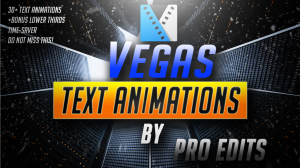 30+ TEXT ANIMATIONS
+BONUS LOWER THIRDS
TIME-SAVER
DO NOT MISS THIS!
VEGAS
TEXT ANIMATIONS
BY
PRO EDITS